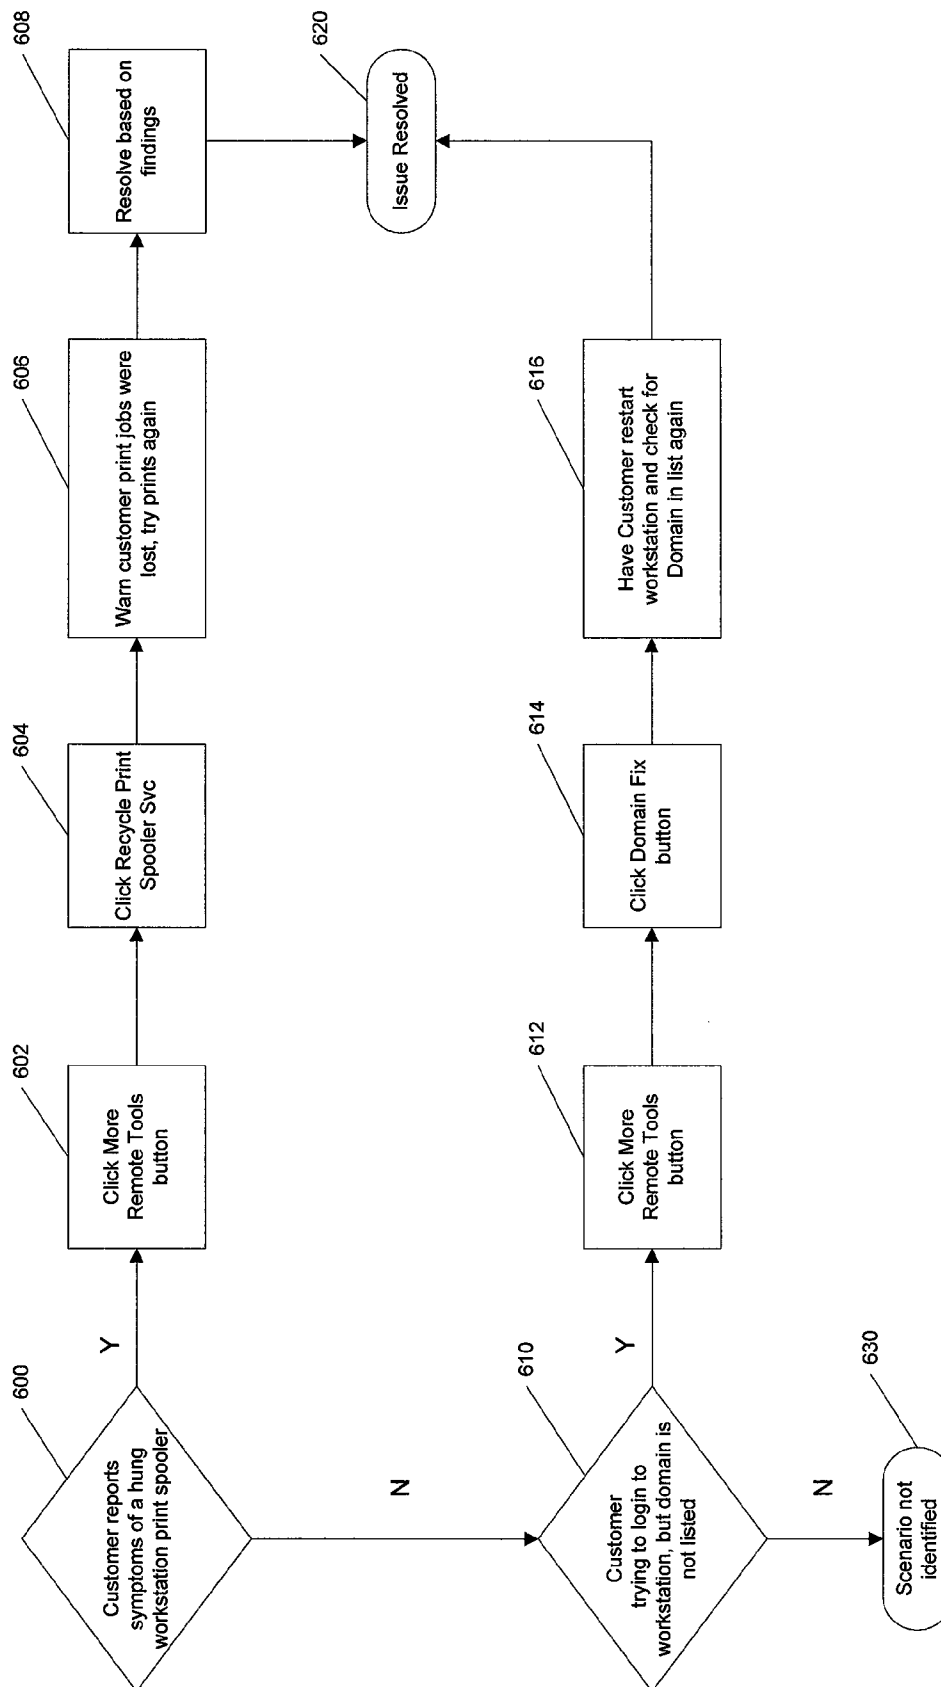 600
Customer reports
symptoms of a hung
workstation print spooler
Y
602
Click More
Remote Tools
button
604
Click Recycle Print
Spooler Svc
606
Warn customer print jobs were
lost, try prints again
608
Resolve based on
findings
620
Issue Resolved
N
610
Customer
trying to login to
workstation, but domain is
not listed
Y
612
Click More
Remote Tools
button
614
Click Domain Fix
button
616
Have Customer restart
workstation and check for
Domain in list again
N
630
Scenario not
identified